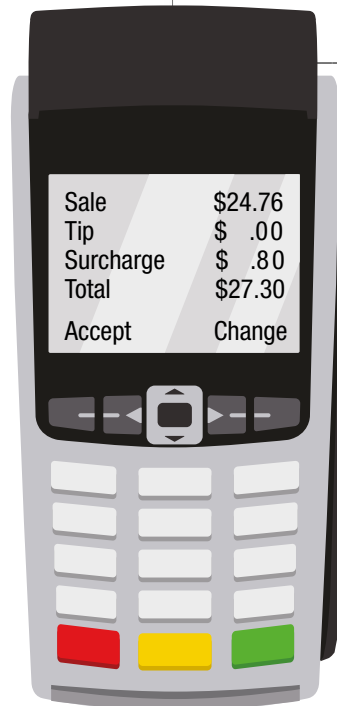 Sale $24.76
Tip $ .00
Surcharge $ .80
Total $27.30
Accept Change